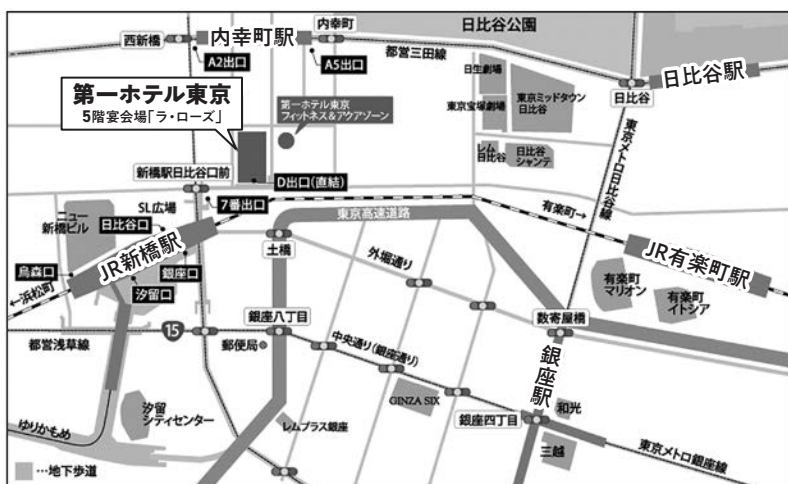 日比谷公園
西新橋
内幸町駅
内幸町
都営三田線
A2出口
A5出口
日比谷駅
日比谷
日生劇場
東京宝塚劇場
東京ミッドタウン
日比谷
第一ホテル東京
5階宴会場「ラ・ローズ」
第一ホテル東京
フィットネス&アクアゾーン
レム
日比谷
日比谷
シャンテ
東京メトロ日比谷線
新橋駅日比谷口前
D出口(直結)
7番出口
SL広場
ニュー
新橋ビル
日比谷口
JR新橋駅
東京高速道路
有楽町→
土橋
外堀通り
JR有楽町駅
烏森口
銀座口
汐留口
←浜松町
有楽町
マリオン
有楽町
イトシア
数寄屋橋
都営浅草線
15
銀座八丁目
郵便局
中央通り(銀座通り)
銀座駅
汐留
シティセンター
GINZA SIX
和光
レムプラス銀座
銀座四丁目
三越
東京メトロ銀座線
ゆりかもめ
…地下歩道